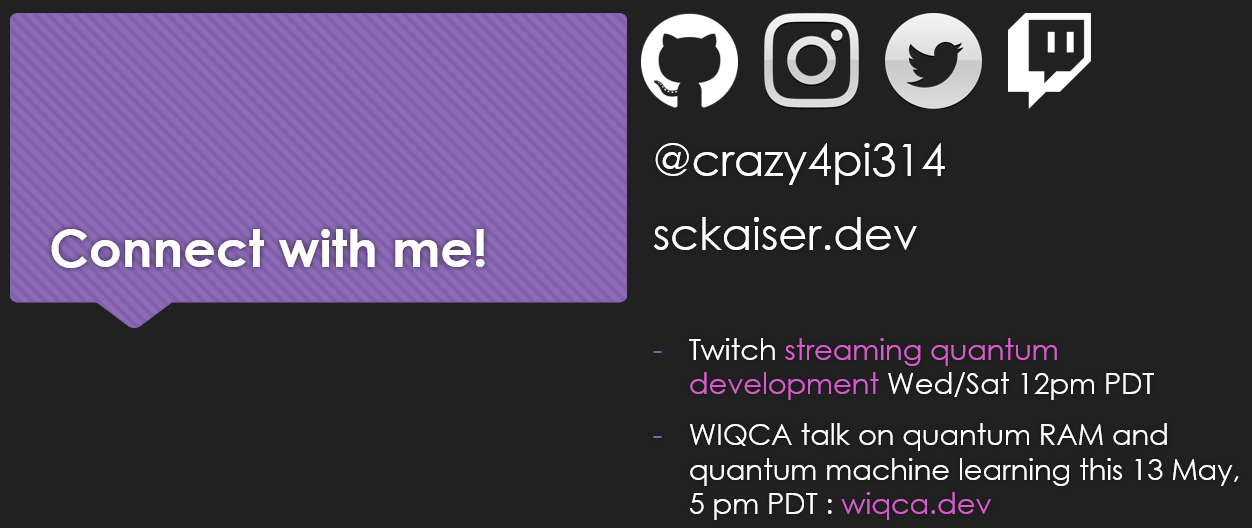 Connect with me!
@crazy4pi314
sckaiser.dev
- Twitch streaming quantum
development Wed/Sat 12pm PDT
- WIQCA talk on quantum RAM and
quantum machine learning this 13 May,
5 pm PDT : wiqca.dev